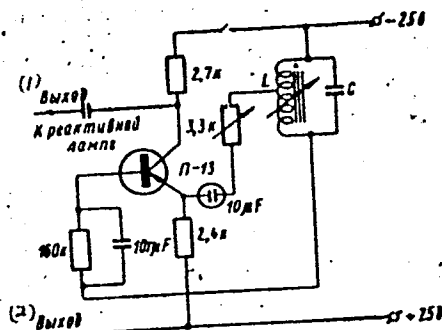 -25В
(1)
Выход
2,7к
L
C
К реактивной
лампе
3,3к
П-13
10μF
160к
10μF
2,4к
(2) Выход
+25В